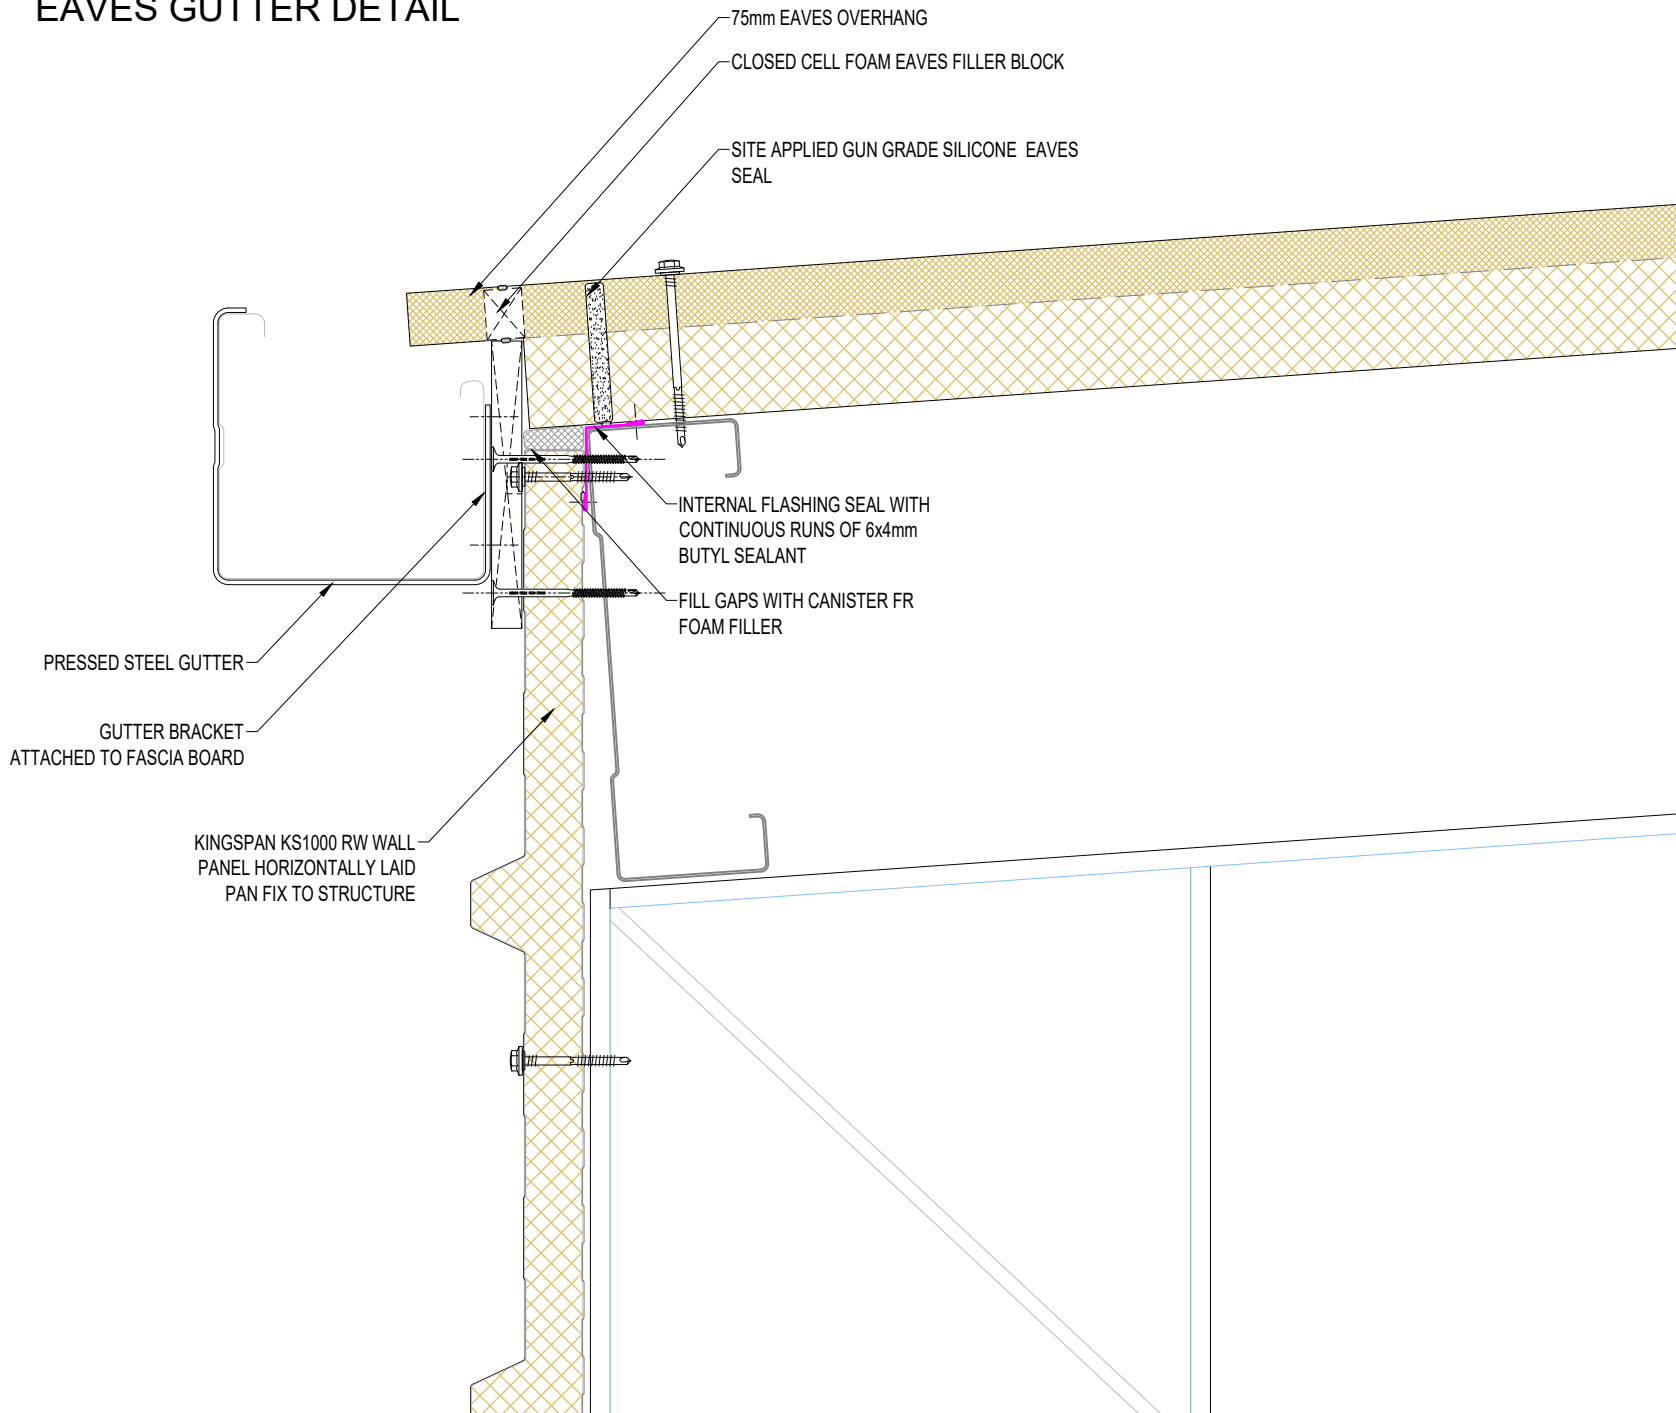 EAVES GUTTER DETAIL
75mm EAVES OVERHANG
CLOSED CELL FOAM EAVES FILLER BLOCK
SITE APPLIED GUN GRADE SILICONE EAVES
SEAL
INTERNAL FLASHING SEAL WITH
CONTINUOUS RUNS OF 6x4mm
BUTYL SEALANT
FILL GAPS WITH CANISTER FR
FOAM FILLER
PRESSED STEEL GUTTER
GUTTER BRACKET
ATTACHED TO FASCIA BOARD
KINGSPAN KS1000 RW WALL
PANEL HORIZONTALLY LAID
PAN FIX TO STRUCTURE